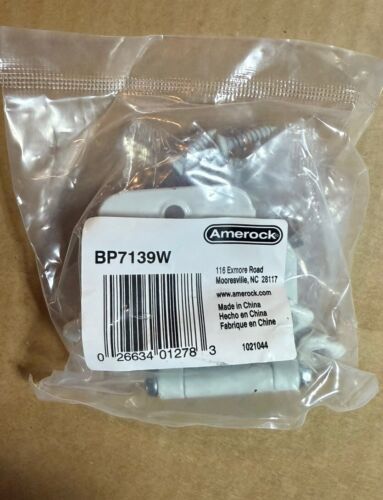 BP7139W
0 26634 01278 3
Amerock
116 Exmore Road
Mooresville, NC 28117
www.amerock.com
Made in China
Hecho en China
Fabrique en Chine
1021044